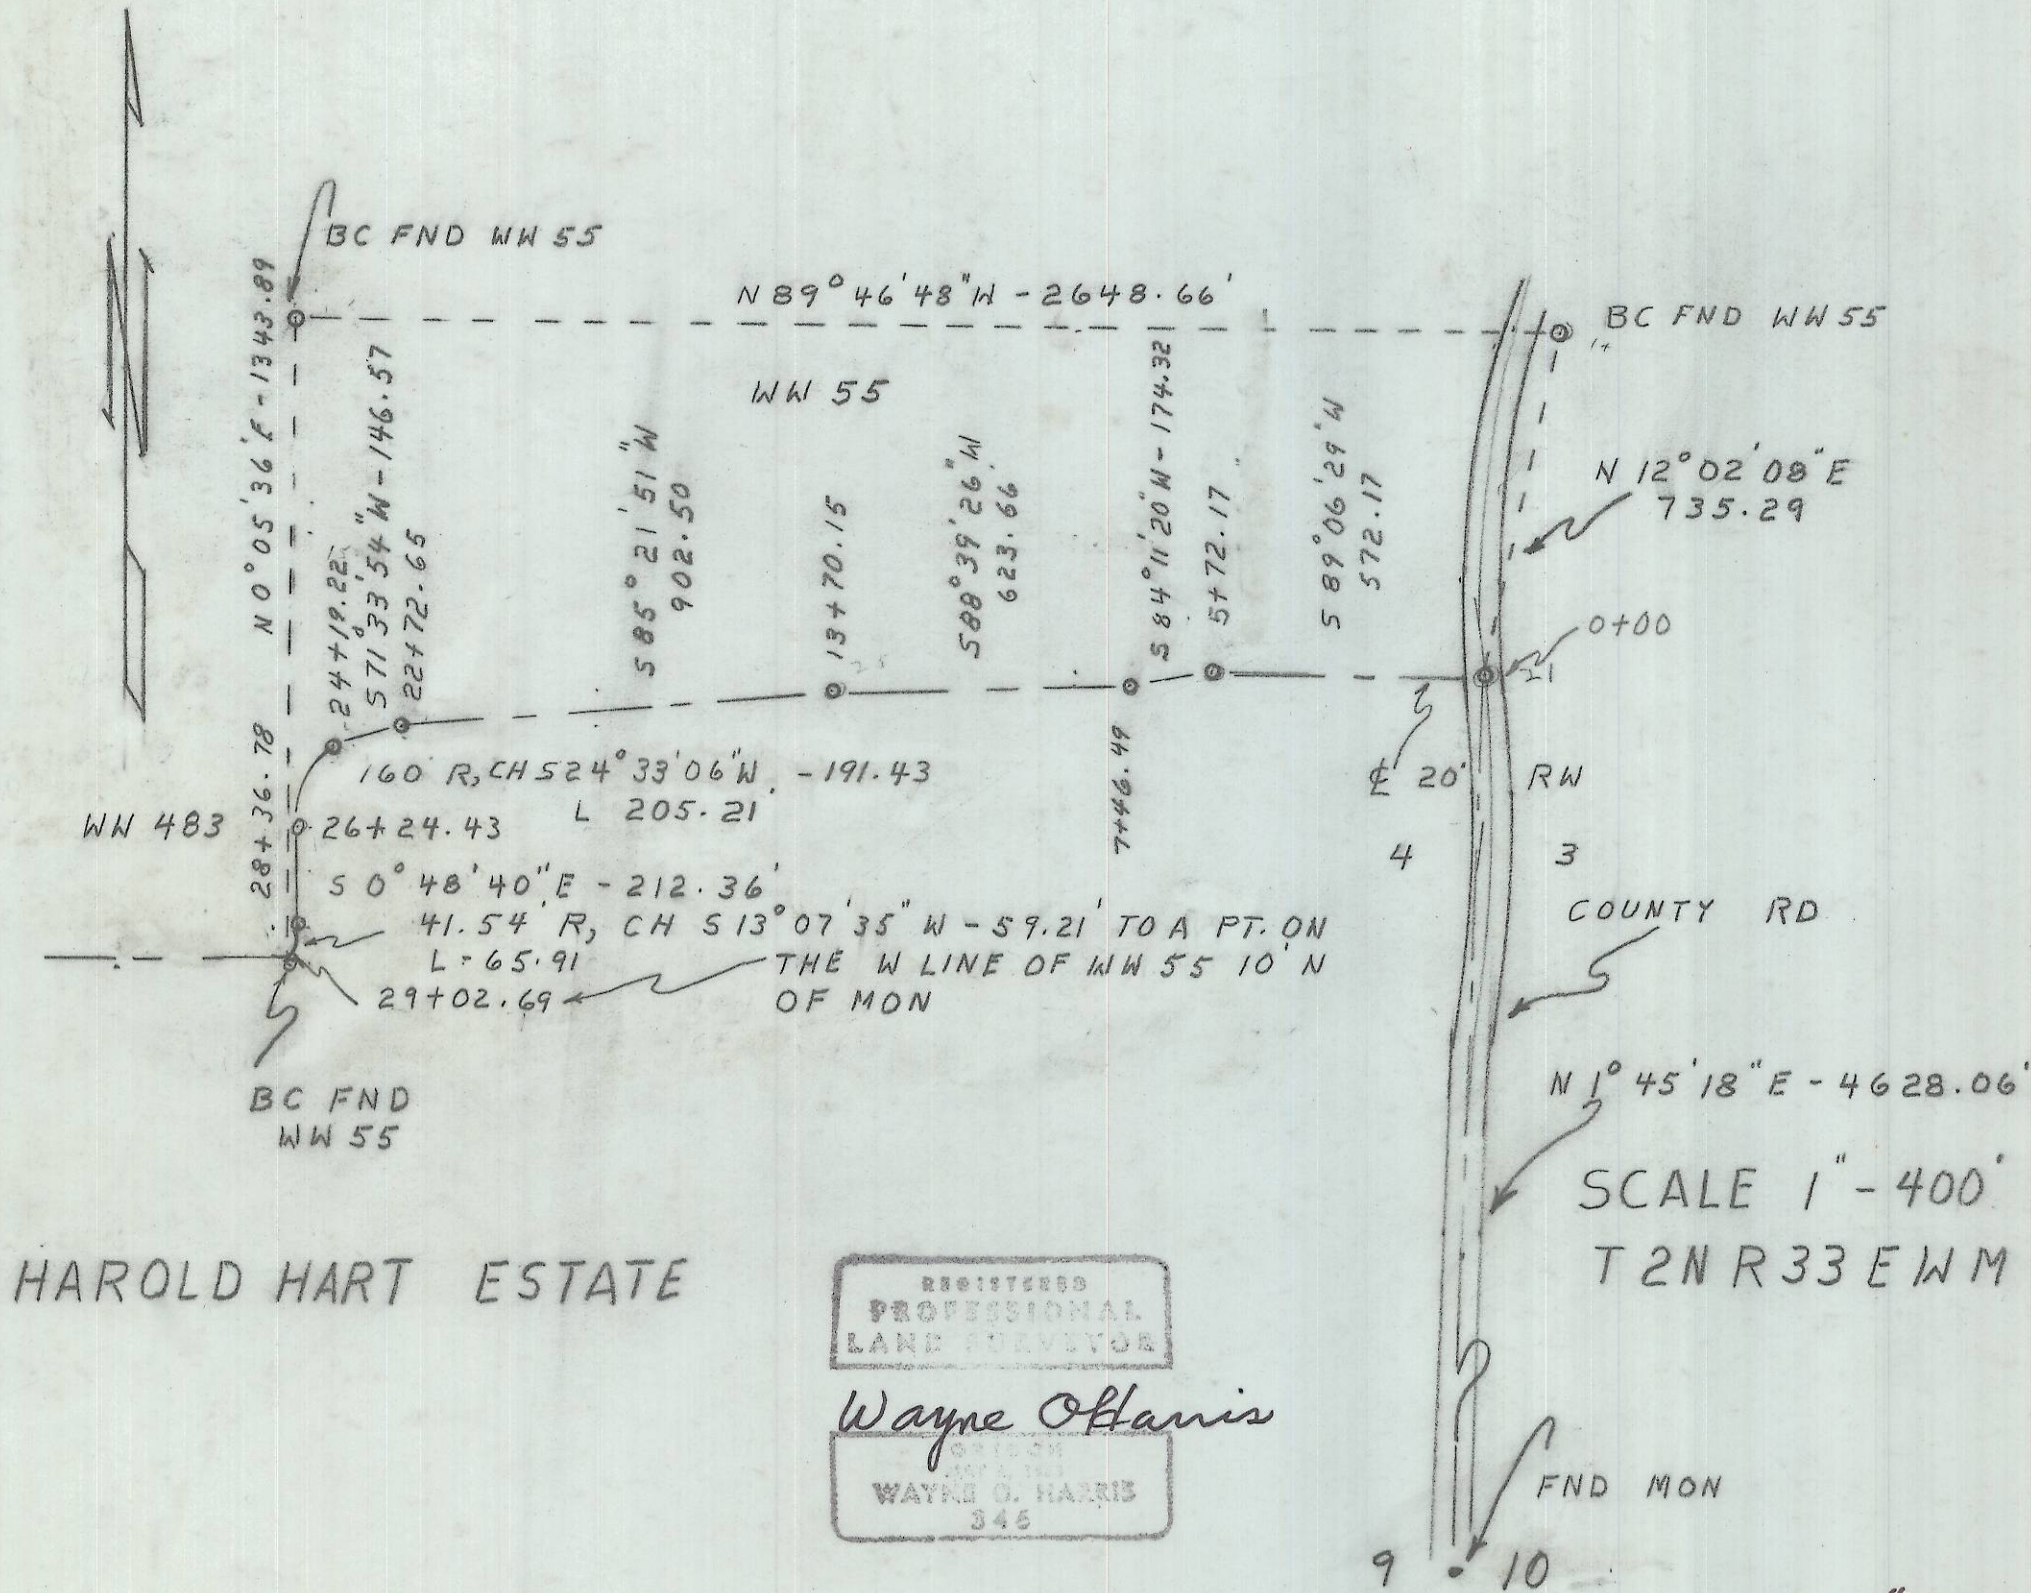 BC FND WW 55
N 89° 46' 48" W - 2648.66'
BC FND WW 55
WW 55
N 0° 05' 36" E - 1343.89
24+19.22
S 71° 33' 54" W - 146.57
22+72.65
S 85° 21' 51" W
902.50
13+70.15
S 88° 39' 26" W
623.66
S 84° 11' 20" W - 174.32
5+72.17
S 89° 06' 29" W
572.17
N 12° 02' 08" E
735.29
0+00
7+46.49
160' R, CH S 24° 33' 06" W - 191.43
L 205.21'
℄ 20' RW
WW 483
28+36.78
26+24.43
4 3
S 0° 48' 40" E - 212.36'
41.54' R, CH S 13° 07' 35" W - 59.21' TO A PT. ON
L = 65.91
THE W LINE OF WW 55 10' N
29+02.69
OF MON
COUNTY RD
BC FND
WW 55
N 1° 45' 18" E - 4628.06'
SCALE 1" - 400'
T 2N R 33 E W M
HAROLD HART ESTATE
REGISTERED
PROFESSIONAL
LAND SURVEYOR
Wayne O Harris
OREGON
WAYNE O. HARRIS
346
FND MON
9 10